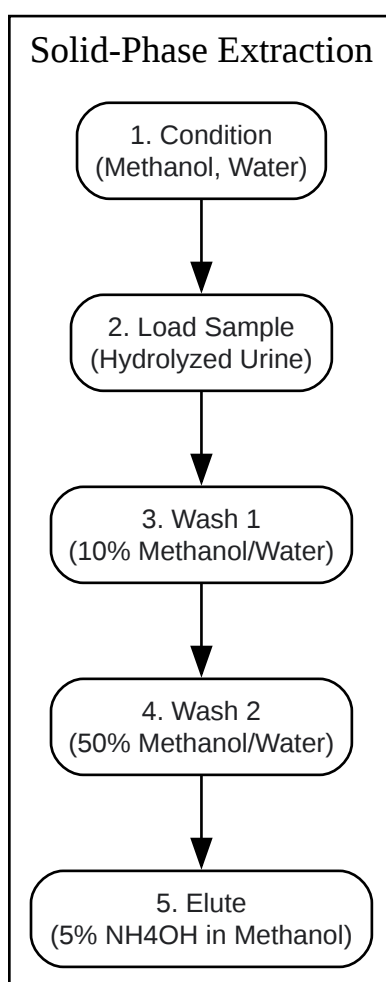 Solid-Phase Extraction
1. Condition
(Methanol, Water)
2. Load Sample
(Hydrolyzed Urine)
3. Wash 1
(10% Methanol/Water)
4. Wash 2
(50% Methanol/Water)
5. Elute
(5% NH4OH in Methanol)